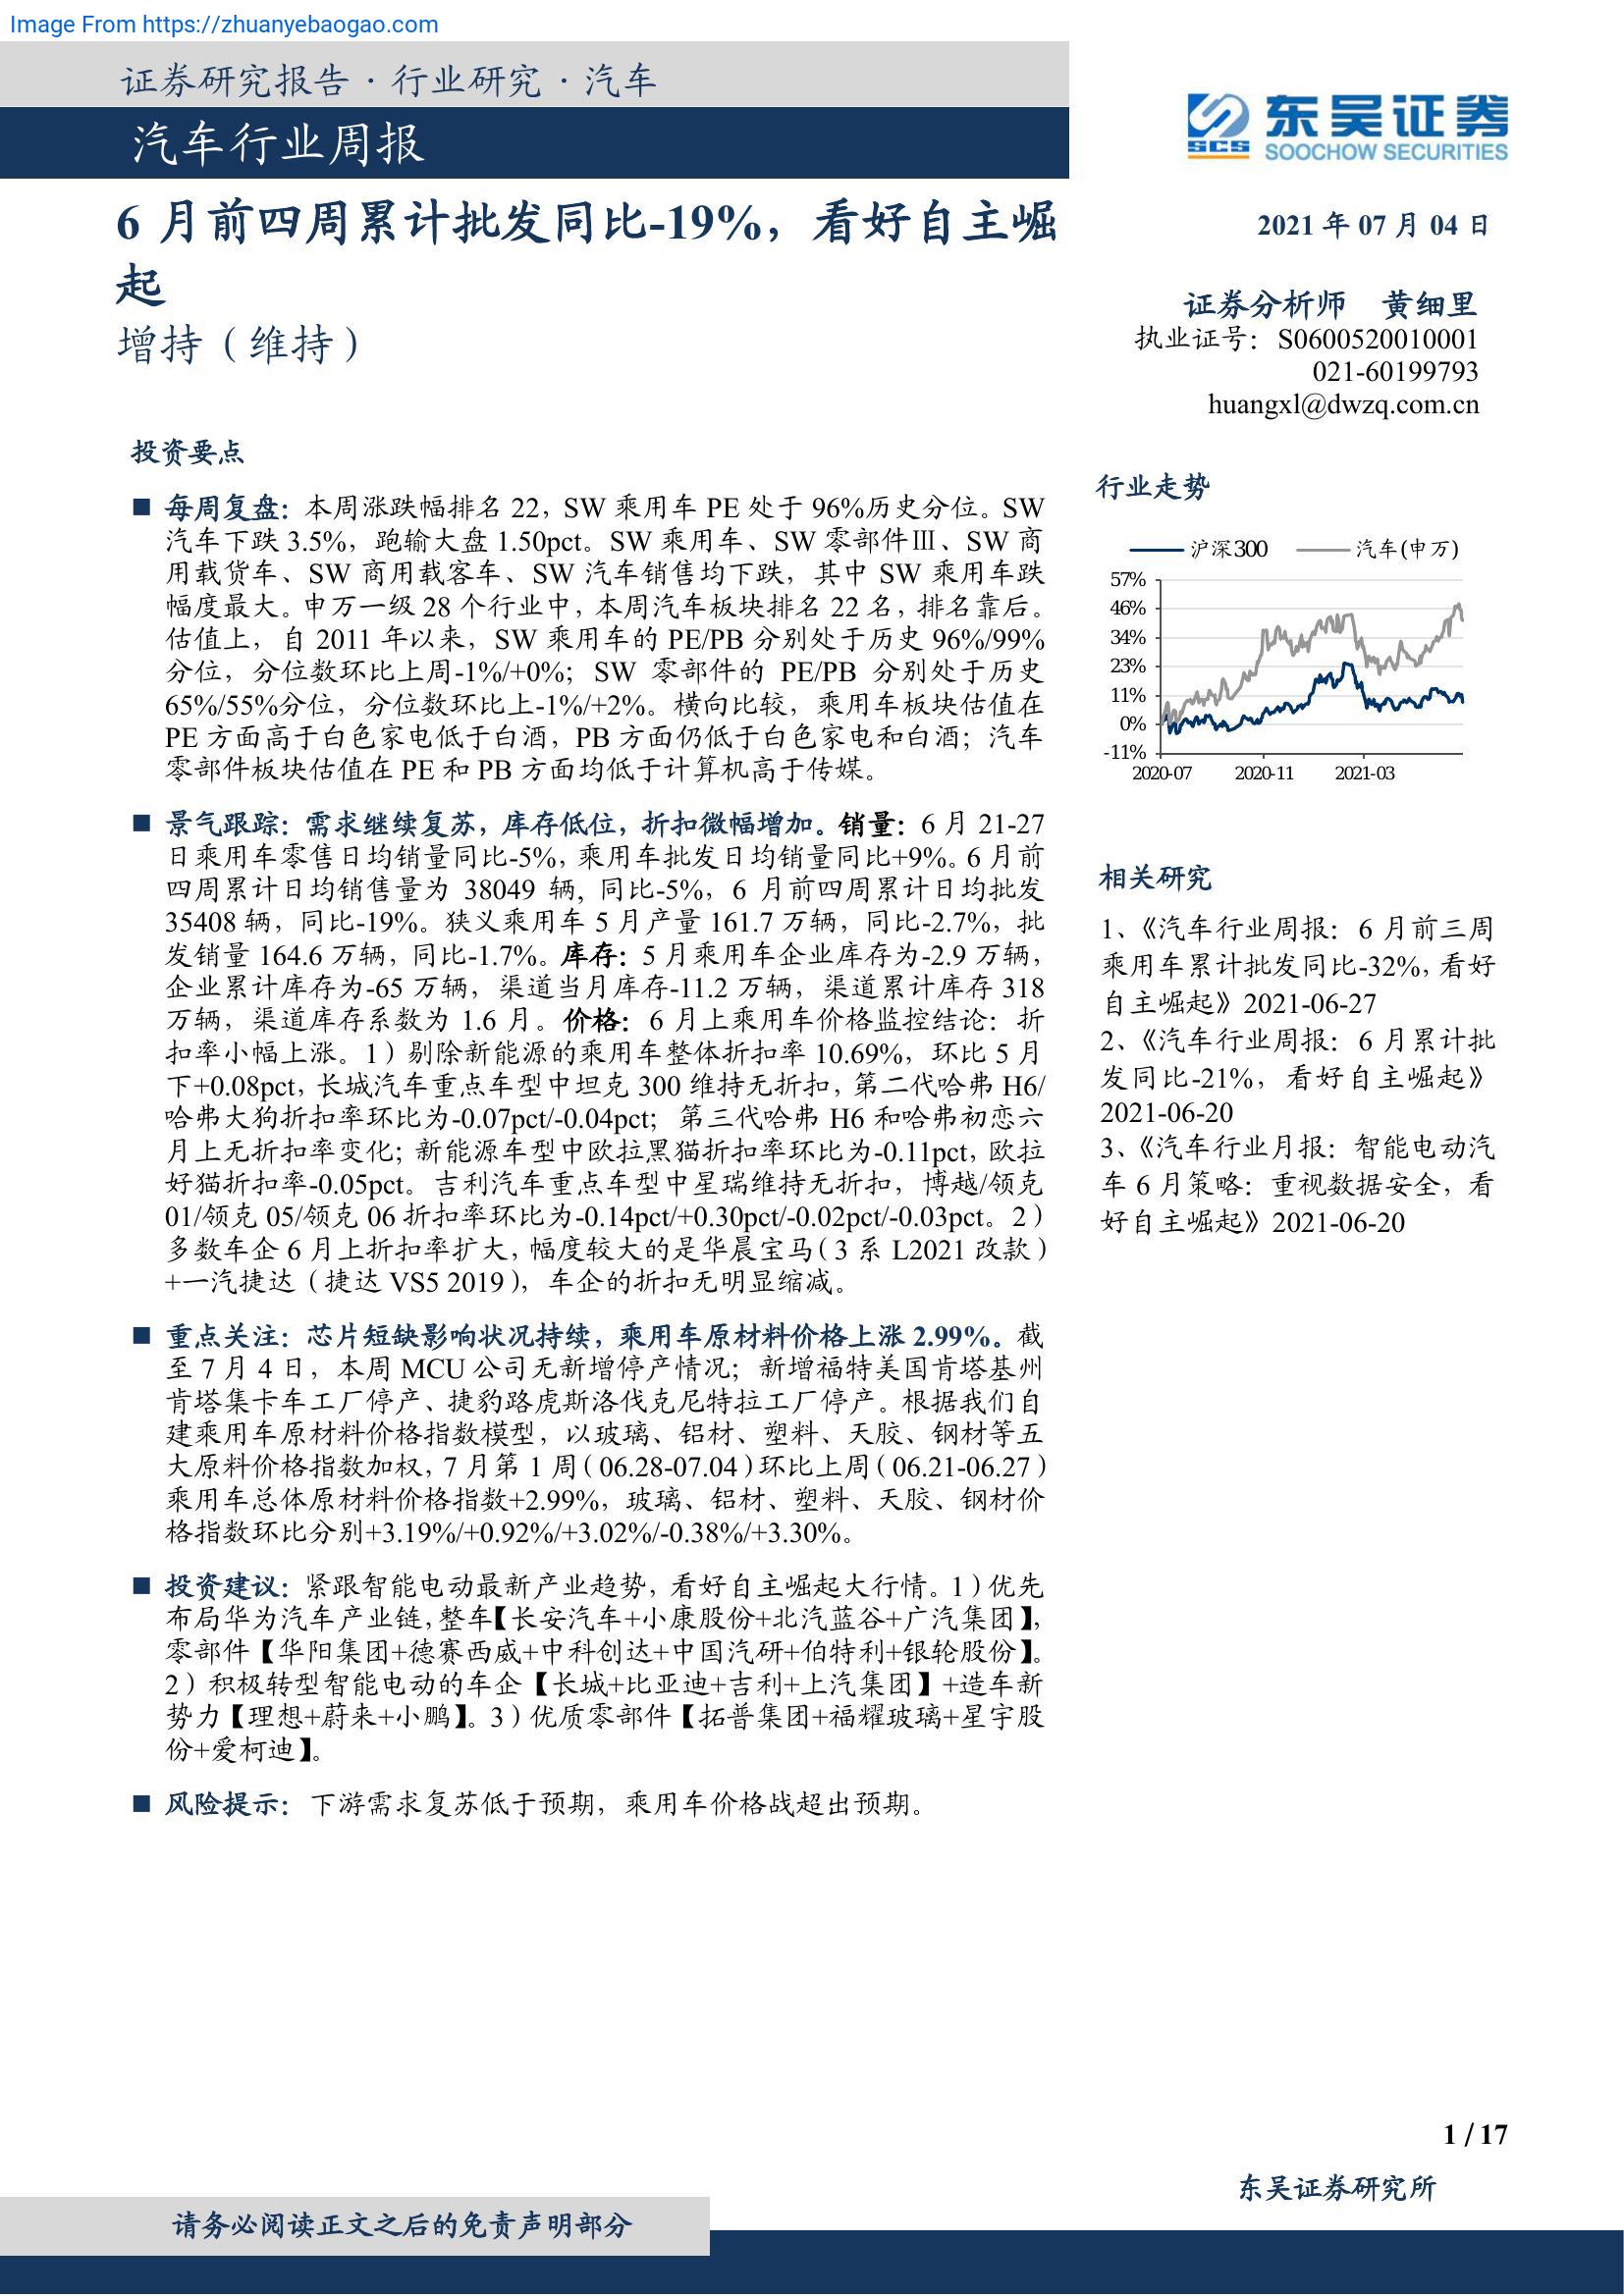 Image From https://zhuanyebaogao.com
证券研究报告·行业研究·汽车
汽车行业周报
东吴证券
SCS
SOOCHOW SECURITIES
6 月前四周累计批发同比-19%，看好自主崛
起
增持（维持）
2021 年 07 月 04 日
证券分析师 黄细里
执业证号：S0600520010001
021-60199793
huangxl@dwzq.com.cn
投资要点
■ 每周复盘：本周涨跌幅排名 22，SW 乘用车 PE 处于 96%历史分位。SW
汽车下跌 3.5%，跑输大盘 1.50pct。SW 乘用车、SW 零部件Ⅲ、SW 商
用载货车、SW 商用载客车、SW 汽车销售均下跌，其中 SW 乘用车跌
幅度最大。申万一级 28 个行业中，本周汽车板块排名 22 名，排名靠后。
估值上，自 2011 年以来，SW 乘用车的 PE/PB 分别处于历史 96%/99%
分位，分位数环比上周-1%/+0%；SW 零部件的 PE/PB 分别处于历史
65%/55%分位，分位数环比上-1%/+2%。横向比较，乘用车板块估值在
PE 方面高于白色家电低于白酒，PB 方面仍低于白色家电和白酒；汽车
零部件板块估值在 PE 和 PB 方面均低于计算机高于传媒。
■ 景气跟踪：需求继续复苏，库存低位，折扣微幅增加。销量：6 月 21-27
日乘用车零售日均销量同比-5%，乘用车批发日均销量同比+9%。6 月前
四周累计日均销售量为 38049 辆, 同比-5%，6 月前四周累计日均批发
35408 辆，同比-19%。狭义乘用车 5 月产量 161.7 万辆，同比-2.7%，批
发销量 164.6 万辆，同比-1.7%。库存：5 月乘用车企业库存为-2.9 万辆，
企业累计库存为-65 万辆，渠道当月库存-11.2 万辆，渠道累计库存 318
万辆，渠道库存系数为 1.6 月。价格：6 月上乘用车价格监控结论：折
扣率小幅上涨。1）剔除新能源的乘用车整体折扣率 10.69%，环比 5 月
下+0.08pct，长城汽车重点车型中坦克 300 维持无折扣，第二代哈弗 H6/
哈弗大狗折扣率环比为-0.07pct/-0.04pct；第三代哈弗 H6 和哈弗初恋六
月上无折扣率变化；新能源车型中欧拉黑猫折扣率环比为-0.11pct，欧拉
好猫折扣率-0.05pct。吉利汽车重点车型中星瑞维持无折扣，博越/领克
01/领克 05/领克 06 折扣率环比为-0.14pct/+0.30pct/-0.02pct/-0.03pct。2）
多数车企 6 月上折扣率扩大，幅度较大的是华晨宝马（3 系 L2021 改款）
+一汽捷达（捷达 VS5 2019），车企的折扣无明显缩减。
■ 重点关注：芯片短缺影响状况持续，乘用车原材料价格上涨 2.99%。截
至 7 月 4 日，本周 MCU 公司无新增停产情况；新增福特美国肯塔基州
肯塔集卡车工厂停产、捷豹路虎斯洛伐克尼特拉工厂停产。根据我们自
建乘用车原材料价格指数模型，以玻璃、铝材、塑料、天胶、钢材等五
大原料价格指数加权，7 月第 1 周（06.28-07.04）环比上周（06.21-06.27）
乘用车总体原材料价格指数+2.99%，玻璃、铝材、塑料、天胶、钢材价
格指数环比分别+3.19%/+0.92%/+3.02%/-0.38%/+3.30%。
■ 投资建议：紧跟智能电动最新产业趋势，看好自主崛起大行情。1）优先
布局华为汽车产业链，整车【长安汽车+小康股份+北汽蓝谷+广汽集团】，
零部件【华阳集团+德赛西威+中科创达+中国汽研+伯特利+银轮股份】。
2）积极转型智能电动的车企【长城+比亚迪+吉利+上汽集团】+造车新
势力【理想+蔚来+小鹏】。3）优质零部件【拓普集团+福耀玻璃+星宇股
份+爱柯迪】。
■ 风险提示：下游需求复苏低于预期，乘用车价格战超出预期。
行业走势
沪深300 汽车(申万)
57%
46%
34%
23%
11%
0%
-11%
2020-07 2020-11 2021-03
相关研究
1、《汽车行业周报：6 月前三周
乘用车累计批发同比-32%，看好
自主崛起》2021-06-27
2、《汽车行业周报：6 月累计批
发同比-21%，看好自主崛起》
2021-06-20
3、《汽车行业月报：智能电动汽
车 6 月策略：重视数据安全，看
好自主崛起》2021-06-20
1 / 17
东吴证券研究所
请务必阅读正文之后的免责声明部分